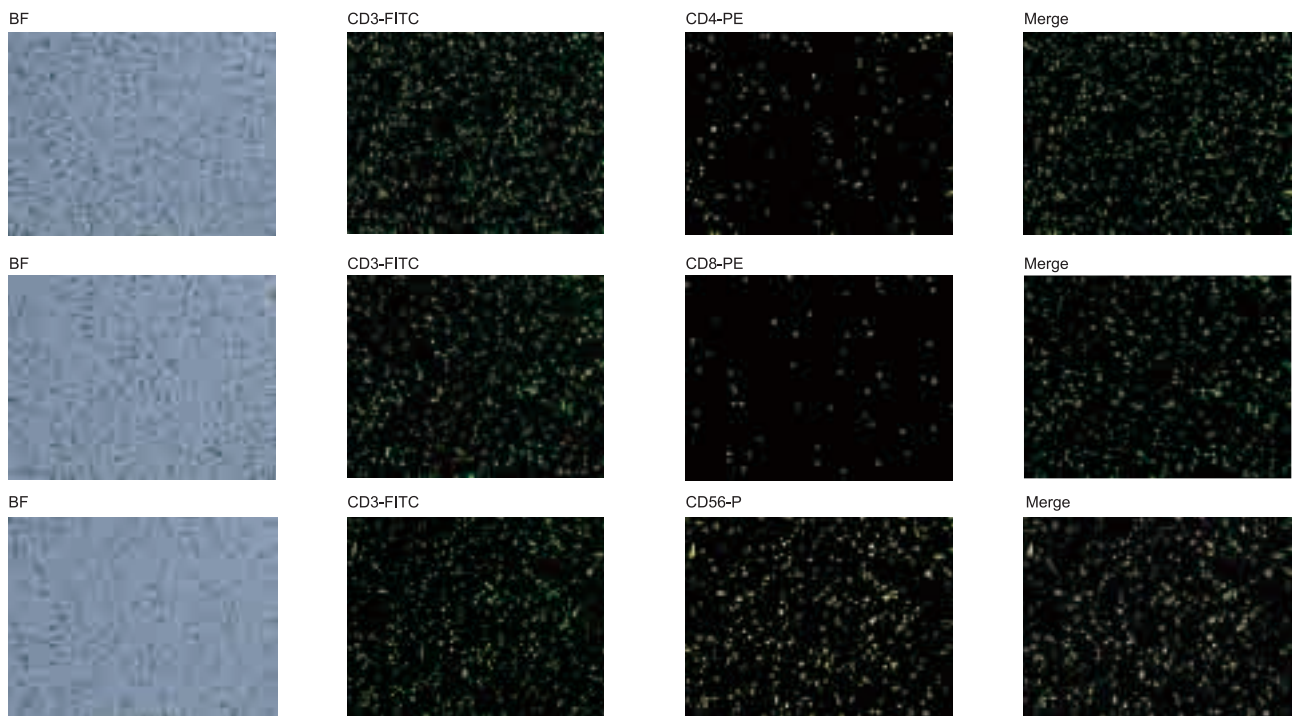 BF CD3-FITC CD4-PE Merge
BF CD3-FITC CD8-PE Merge
BF CD3-FITC CD56-P Merge